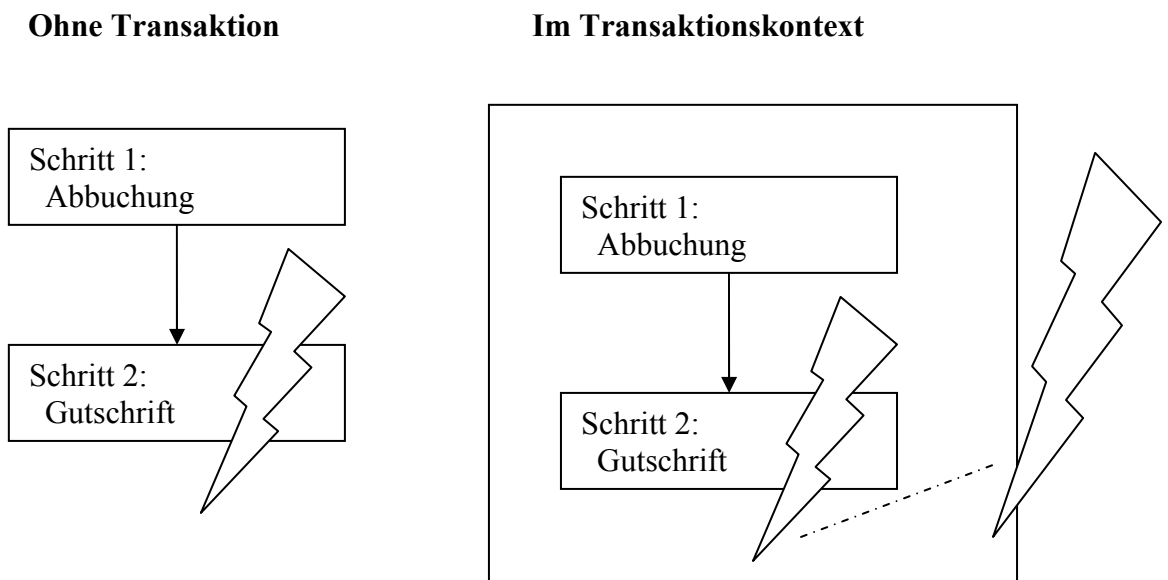 Ohne Transaktion
Im Transaktionskontext
Schritt 1:
Abbuchung
Schritt 2:
Gutschrift
Schritt 1:
Abbuchung
Schritt 2:
Gutschrift